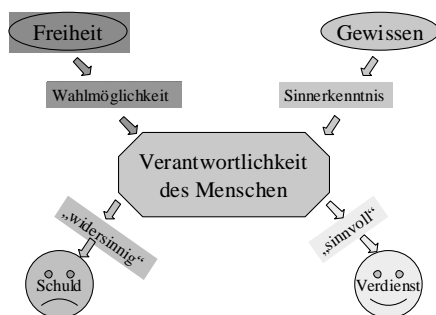 Freiheit
Gewissen
Wahlmöglichkeit
Sinnerkenntnis
Verantwortlichkeit
des Menschen
„widersinnig“
„sinnvoll“
Schuld
Verdienst